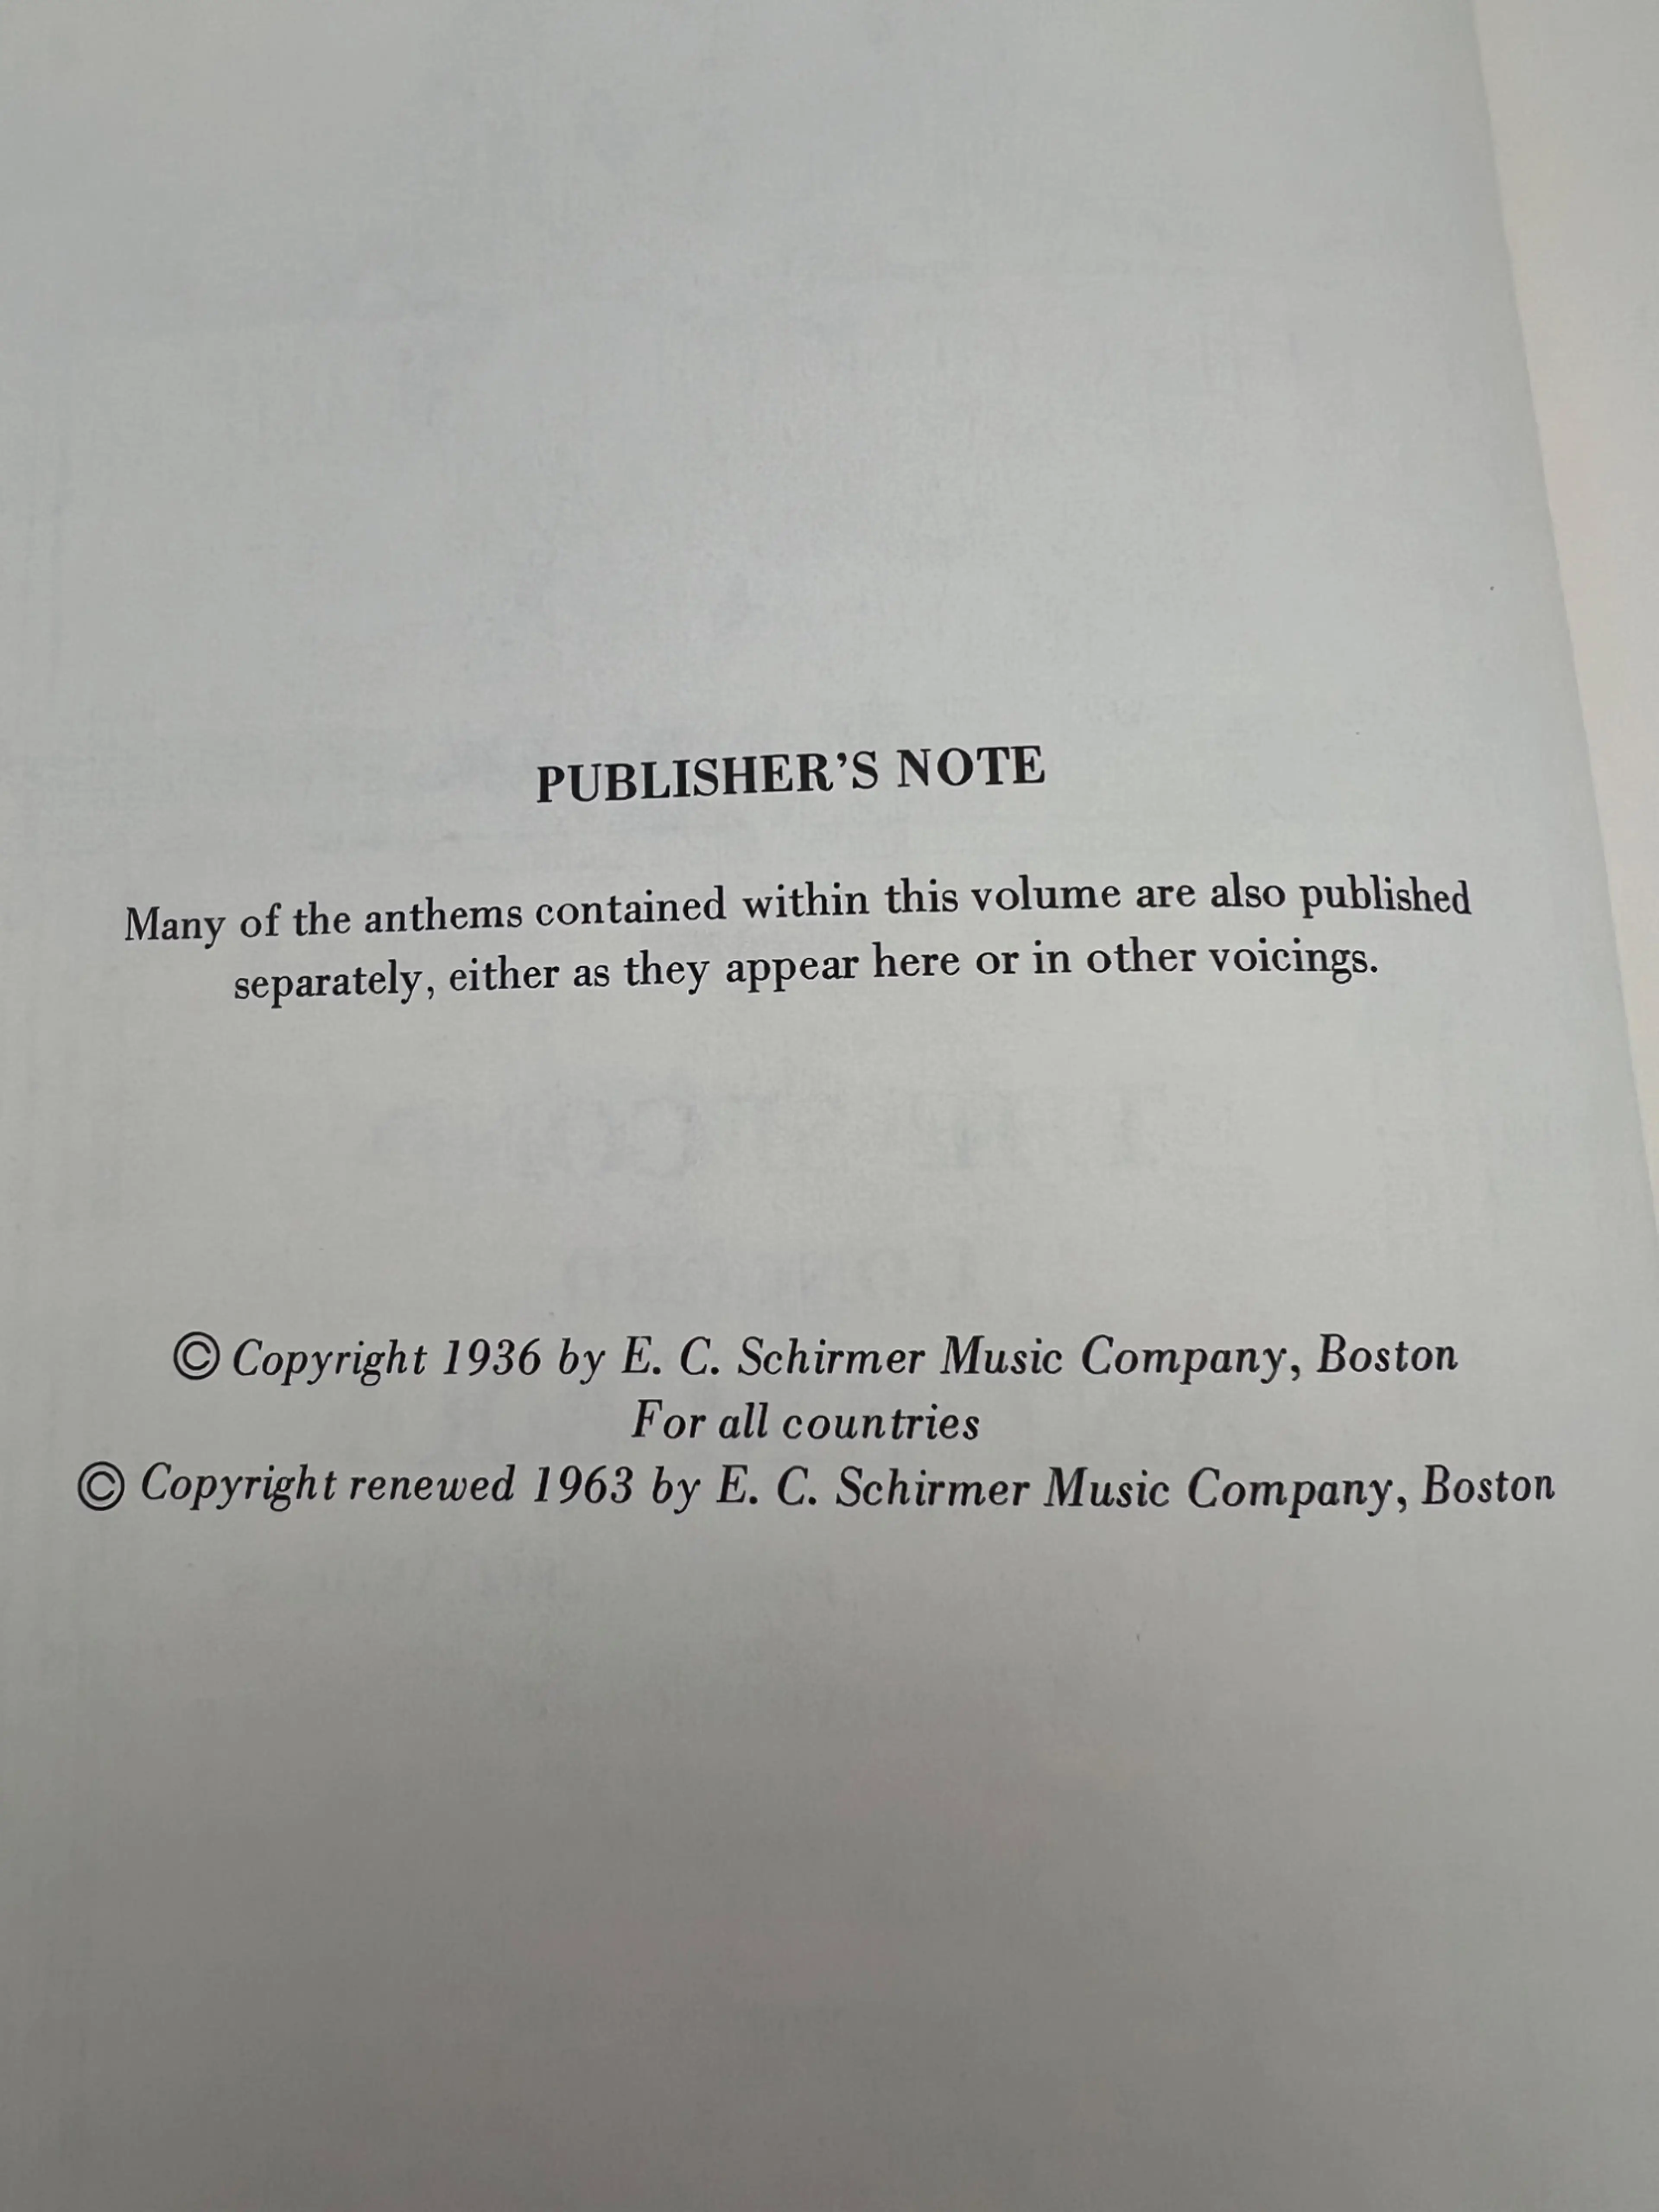 PUBLISHER’S NOTE
Many of the anthems contained within this volume are also published
separately, either as they appear here or in other voicings.
© Copyright 1936 by E. C. Schirmer Music Company, Boston
For all countries
© Copyright renewed 1963 by E. C. Schirmer Music Company, Boston